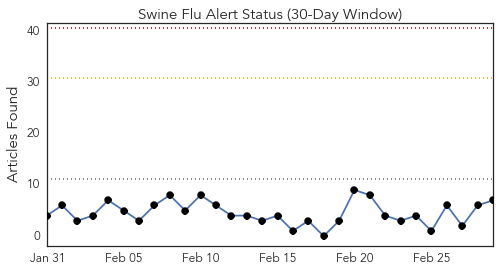 Swine Flu Alert Status (30-Day Window)
Articles Found
40
30
20
10
0
Jan 31
Feb 05
Feb 10
Feb 15
Feb 20
Feb 25